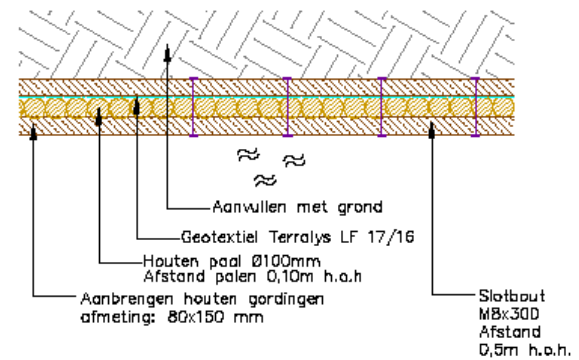 Aanvullen met grond
Geotextiel Terralys LF 17/16
Houten paal Ø100mm
Afstand palen 0,10m h.o.h
Aanbrengen houten gordingen
afmeting: 80x150 mm
Slotbout
M8x300
Afstand
0,5m h.o.h.